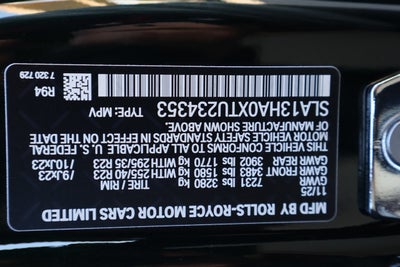 MFD BY ROLLS-ROYCE MOTOR CARS LIMITED
11/25 TIRE / RIM
GVWR 7231 lbs 3280 kg
GAWR FRONT 3483 lbs 1580 kg WITH 255/40 R23 / 9Jx23
GAWR REAR 3902 lbs 1770 kg WITH 295/35 R23 / 10Jx23
THIS VEHICLE CONFORMS TO ALL APPLICABLE
FEDERAL MOTOR VEHICLE SAFETY STANDARDS
AND BUMPER STANDARDS IN EFFECT ON THE DATE
OF MANUFACTURE SHOWN ABOVE.
SLA13HA0XTU234353 TYPE: MPV
R94
7 320 729